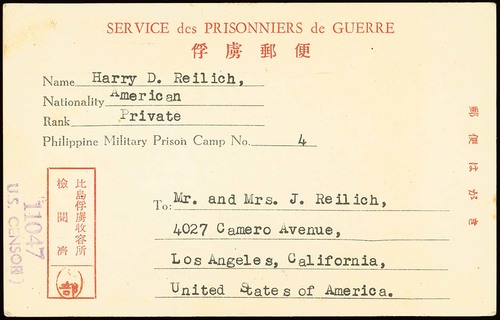 SERVICE des PRISONNIERS de GUERRE
俘虜郵便
Name Harry D. Reilich,
Nationality American
Rank Private
Philippine Military Prison Camp No. 4
郵便はがき
To: Mr. and Mrs. J. Reilich,
4027 Camero Avenue,
Los Angeles, California,
United States of America.
比島俘虜收容所
檢閲濟
11047
U.S. CENSOR